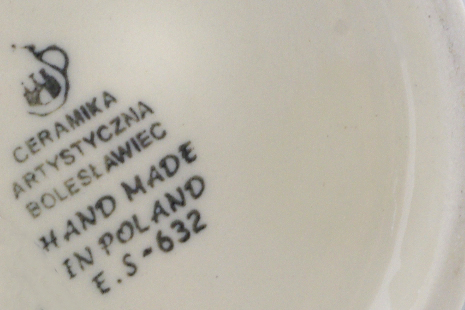 CERAMIKA
ARTYSTYCZNA
BOLESŁAWIEC
HAND MADE
IN POLAND
E.S-632